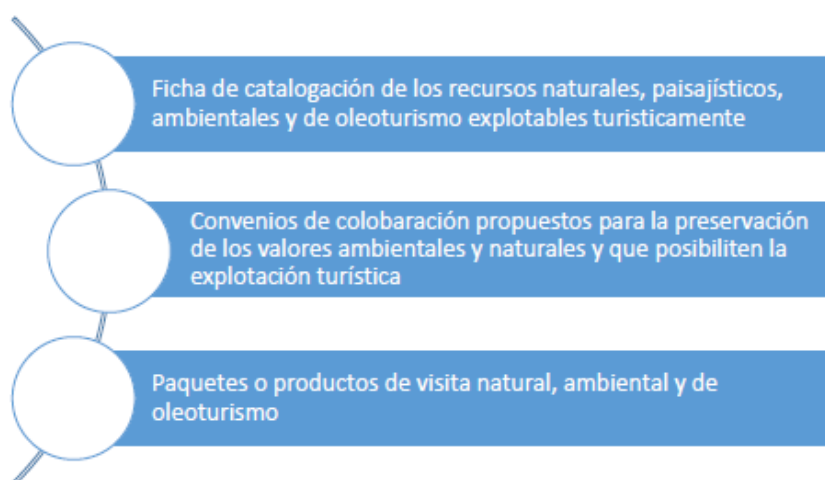 Ficha de catalogación de los recursos naturales, paisajísticos,
ambientales y de oleoturismo explotables turisticamente
Convenios de colobaración propuestos para la preservación
de los valores ambientales y naturales y que posibiliten la
explotación turística
Paquetes o productos de visita natural, ambiental y de
oleoturismo